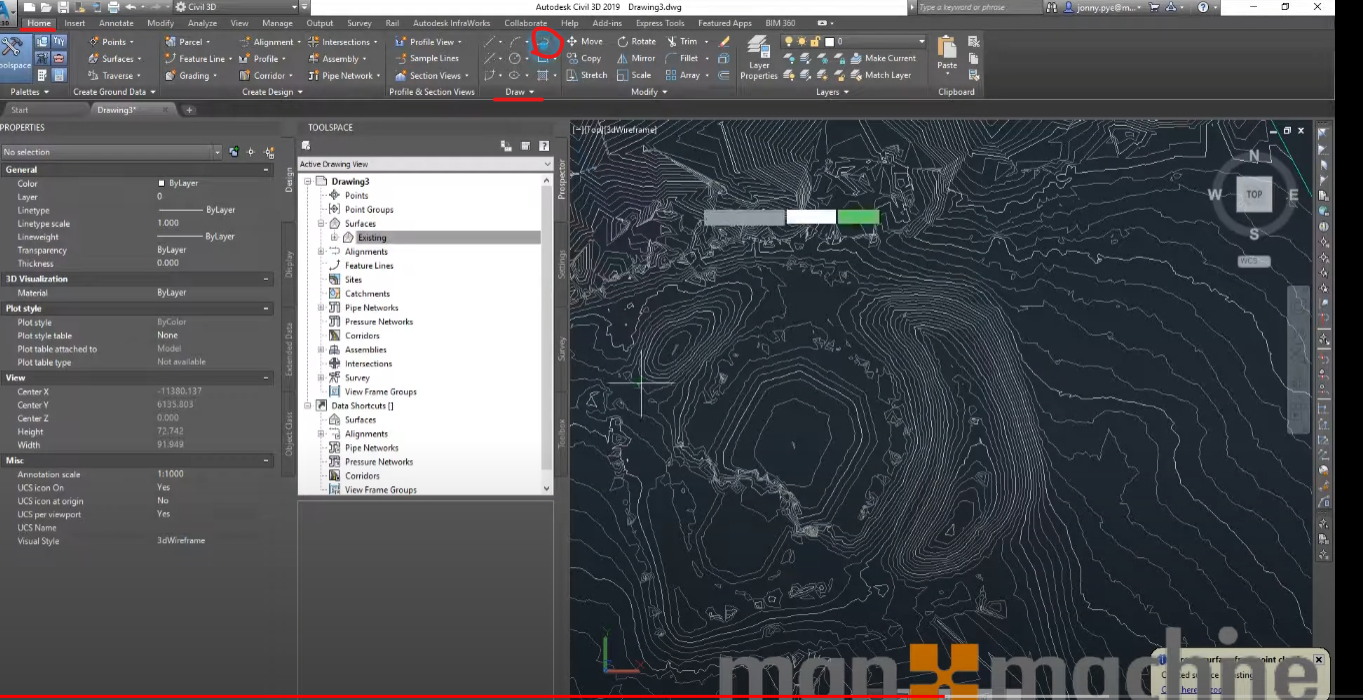 Civil 3D
Autodesk Civil 3D 2019 Drawing3.dwg
Type a keyword or phrase
jonny.pye@m...
Home Insert Annotate Modify Analyze View Manage Output Survey Rail Autodesk InfraWorks Collaborate Help Add-ins Express Tools Featured Apps BIM 360
Points Parcel Alignment Intersections Profile View Move Rotate Trim 0
Surfaces Feature Line Profile Assembly Sample Lines Copy Mirror Fillet Make Current
Traverse Grading Corridor Pipe Network Section Views Stretch Scale Array Match Layer
Toolspace
Layer
Properties
Paste
Palettes Create Ground Data Create Design Profile & Section Views Draw Modify Layers Clipboard
Start Drawing3*
PROPERTIES
No selection
General
Color ByLayer
Layer 0
Linetype ByLayer
Linetype scale 1.000
Lineweight ByLayer
Transparency ByLayer
Thickness 0.000
3D Visualization
Material ByLayer
Plot style
Plot style ByColor
Plot style table None
Plot table attached to Model
Plot table type Not available
View
Center X -11380.137
Center Y 6135.803
Center Z 0.000
Height 72.742
Width 91.949
Misc
Annotation scale 1:1000
UCS icon On Yes
UCS icon at origin No
UCS per viewport Yes
UCS Name
Visual Style 3dWireframe
Design
Display
Extended Data
Object Class
TOOLSPACE
Active Drawing View
Drawing3
Points
Point Groups
Surfaces
Existing
Alignments
Feature Lines
Sites
Catchments
Pipe Networks
Pressure Networks
Corridors
Assemblies
Intersections
Survey
View Frame Groups
Data Shortcuts []
Surfaces
Alignments
Pipe Networks
Pressure Networks
Corridors
View Frame Groups
Prospector
Settings
Survey
Toolbox
[−][Top][3dWireframe]
N
W TOP E
S
WCS
Y
man machine